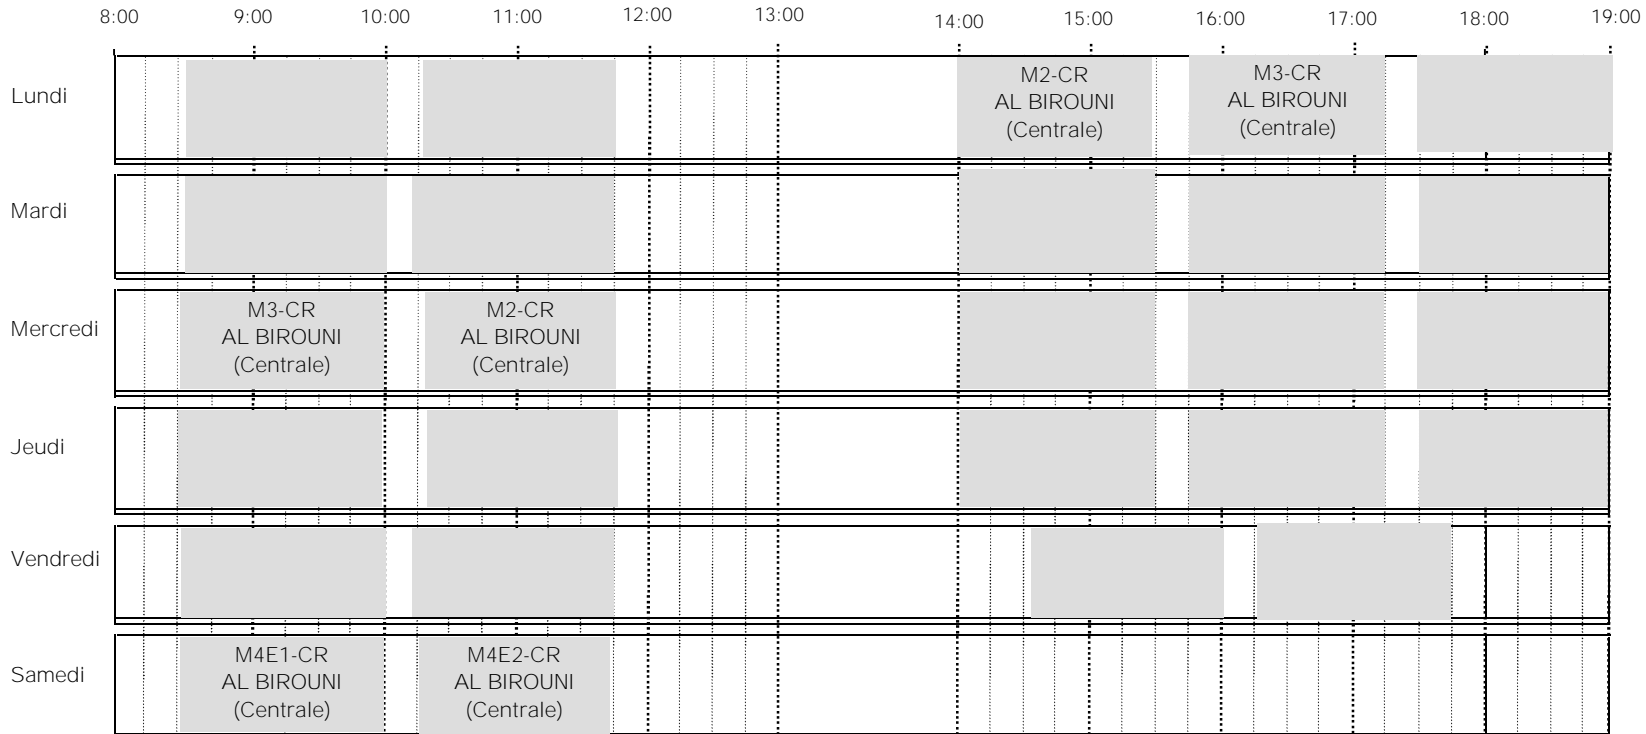 8:00 9:00 10:00 11:00 12:00 13:00 14:00 15:00 16:00 17:00 18:00 19:00
Lundi
M2-CR
AL BIROUNI
(Centrale)
M3-CR
AL BIROUNI
(Centrale)
Mardi
Mercredi
M3-CR
AL BIROUNI
(Centrale)
M2-CR
AL BIROUNI
(Centrale)
Jeudi
Vendredi
Samedi
M4E1-CR
AL BIROUNI
(Centrale)
M4E2-CR
AL BIROUNI
(Centrale)